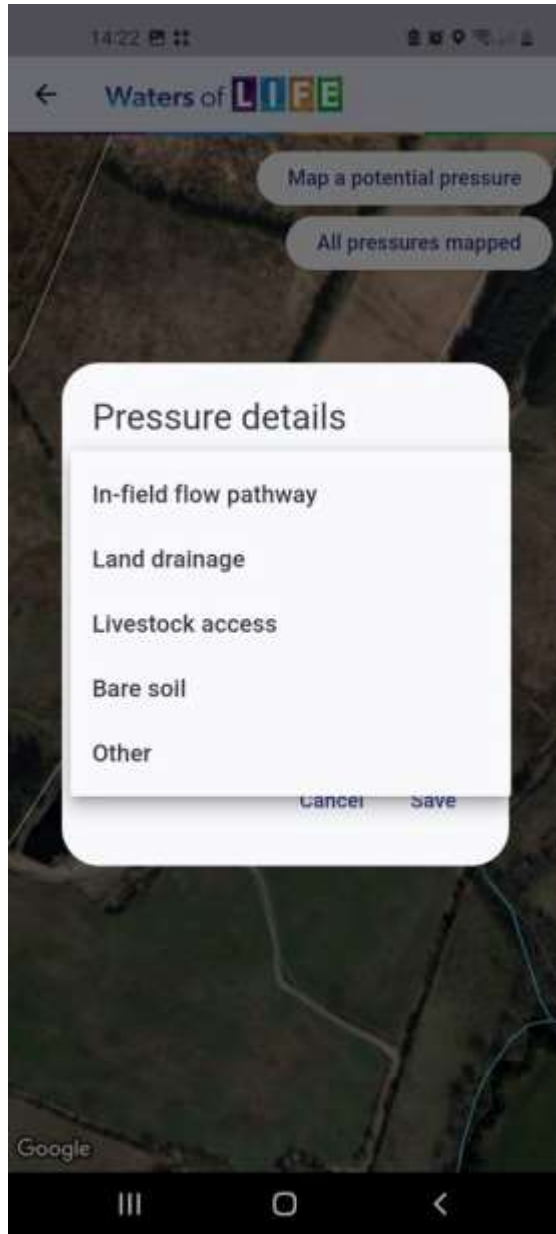 14:22
Waters of LIFE
Map a potential pressure
All pressures mapped
Pressure details
In-field flow pathway
Land drainage
Livestock access
Bare soil
Other
Cancel Save
Google